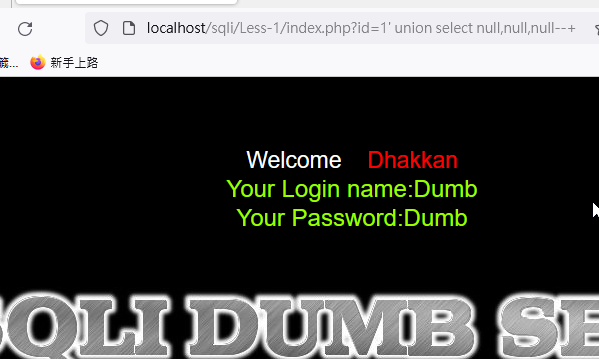 localhost/sqli/Less-1/index.php?id=1' union select null,null,null--+
箭... 新手上路
Welcome Dhakkan
Your Login name:Dumb
Your Password:Dumb
SQLI DUMB SE